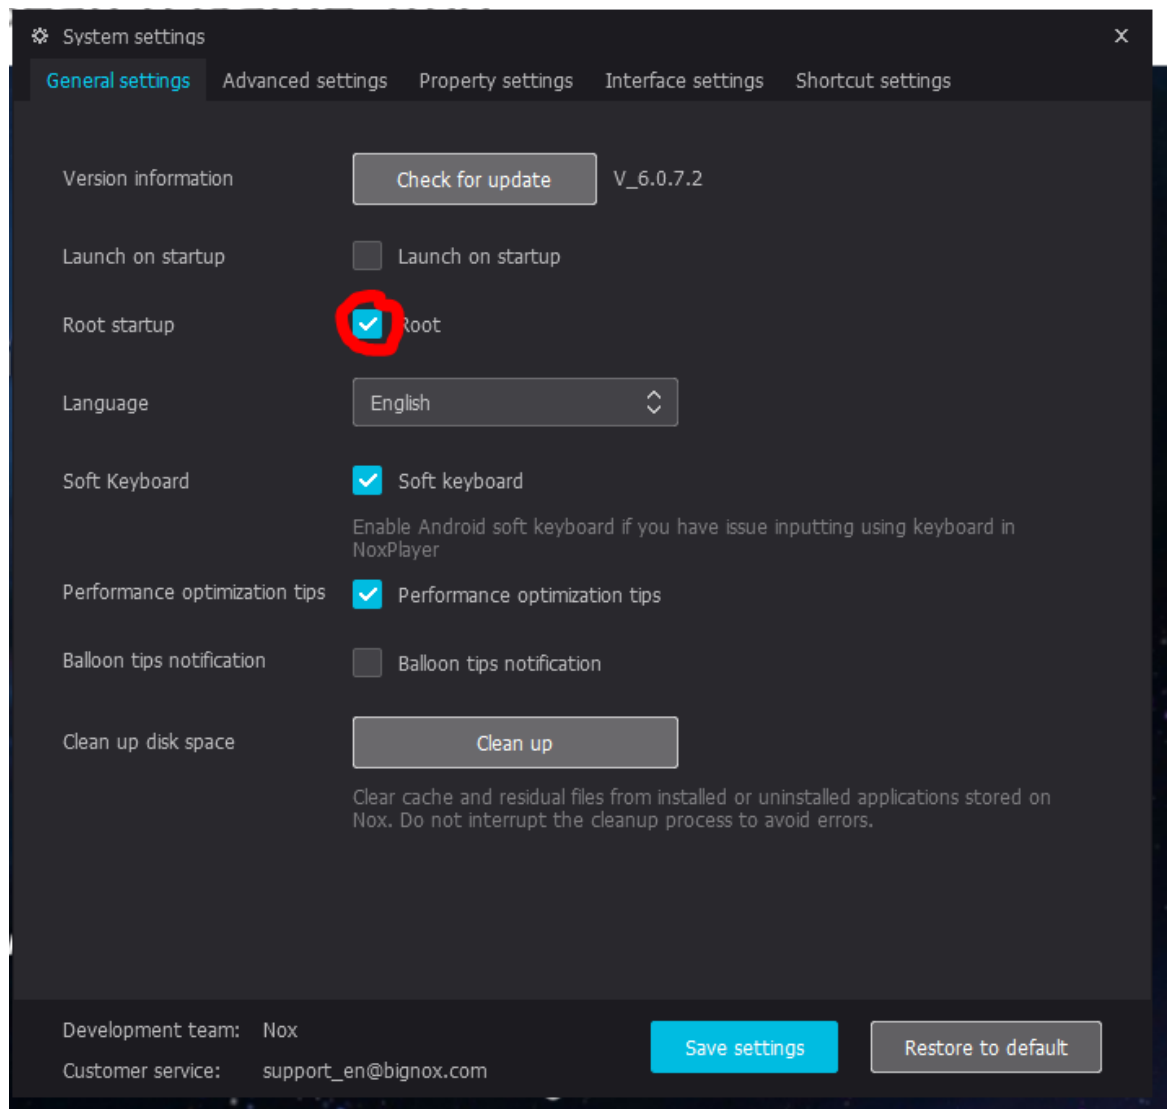 System settings
x
General settings
Advanced settings
Property settings
Interface settings
Shortcut settings
Version information
Check for update
V_6.0.7.2
Launch on startup
Launch on startup
Root startup
Root
Language
English
Soft Keyboard
Soft keyboard
Enable Android soft keyboard if you have issue inputting using keyboard in
NoxPlayer
Performance optimization tips
Performance optimization tips
Balloon tips notification
Balloon tips notification
Clean up disk space
Clean up
Clear cache and residual files from installed or uninstalled applications stored on
Nox. Do not interrupt the cleanup process to avoid errors.
Development team: Nox
Customer service: support_en@bignox.com
Save settings
Restore to default